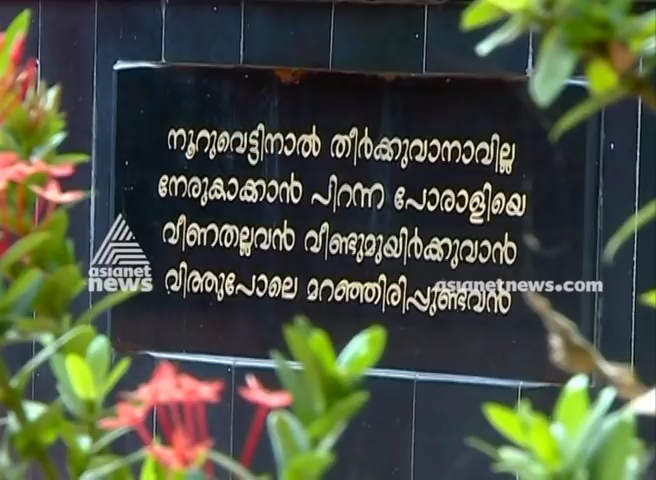 നൂറുവെട്ടിനാൽ തീർക്കുവാനാവില്ല
നേരുകാക്കാൻ പിറന്ന പോരാളിയെ
വീണതല്ലവൻ വീണ്ടുമുയിർക്കുവാൻ
വിത്തുപോലെ മറഞ്ഞിരിപ്പുണ്ടവൻ
asianet
news
asianetnews.com